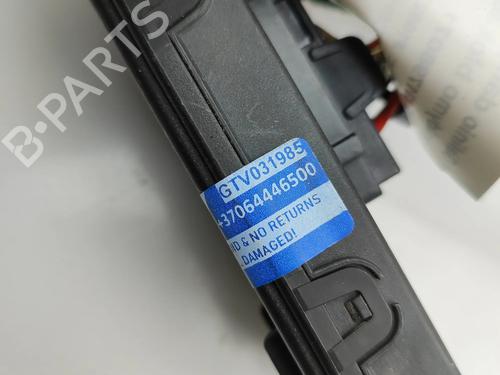 B-PARTS
GTV031985
+37064446500
ID & NO RETURNS
DAMAGED!